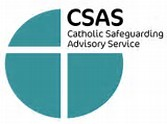 CSAS
Catholic Safeguarding
Advisory Service